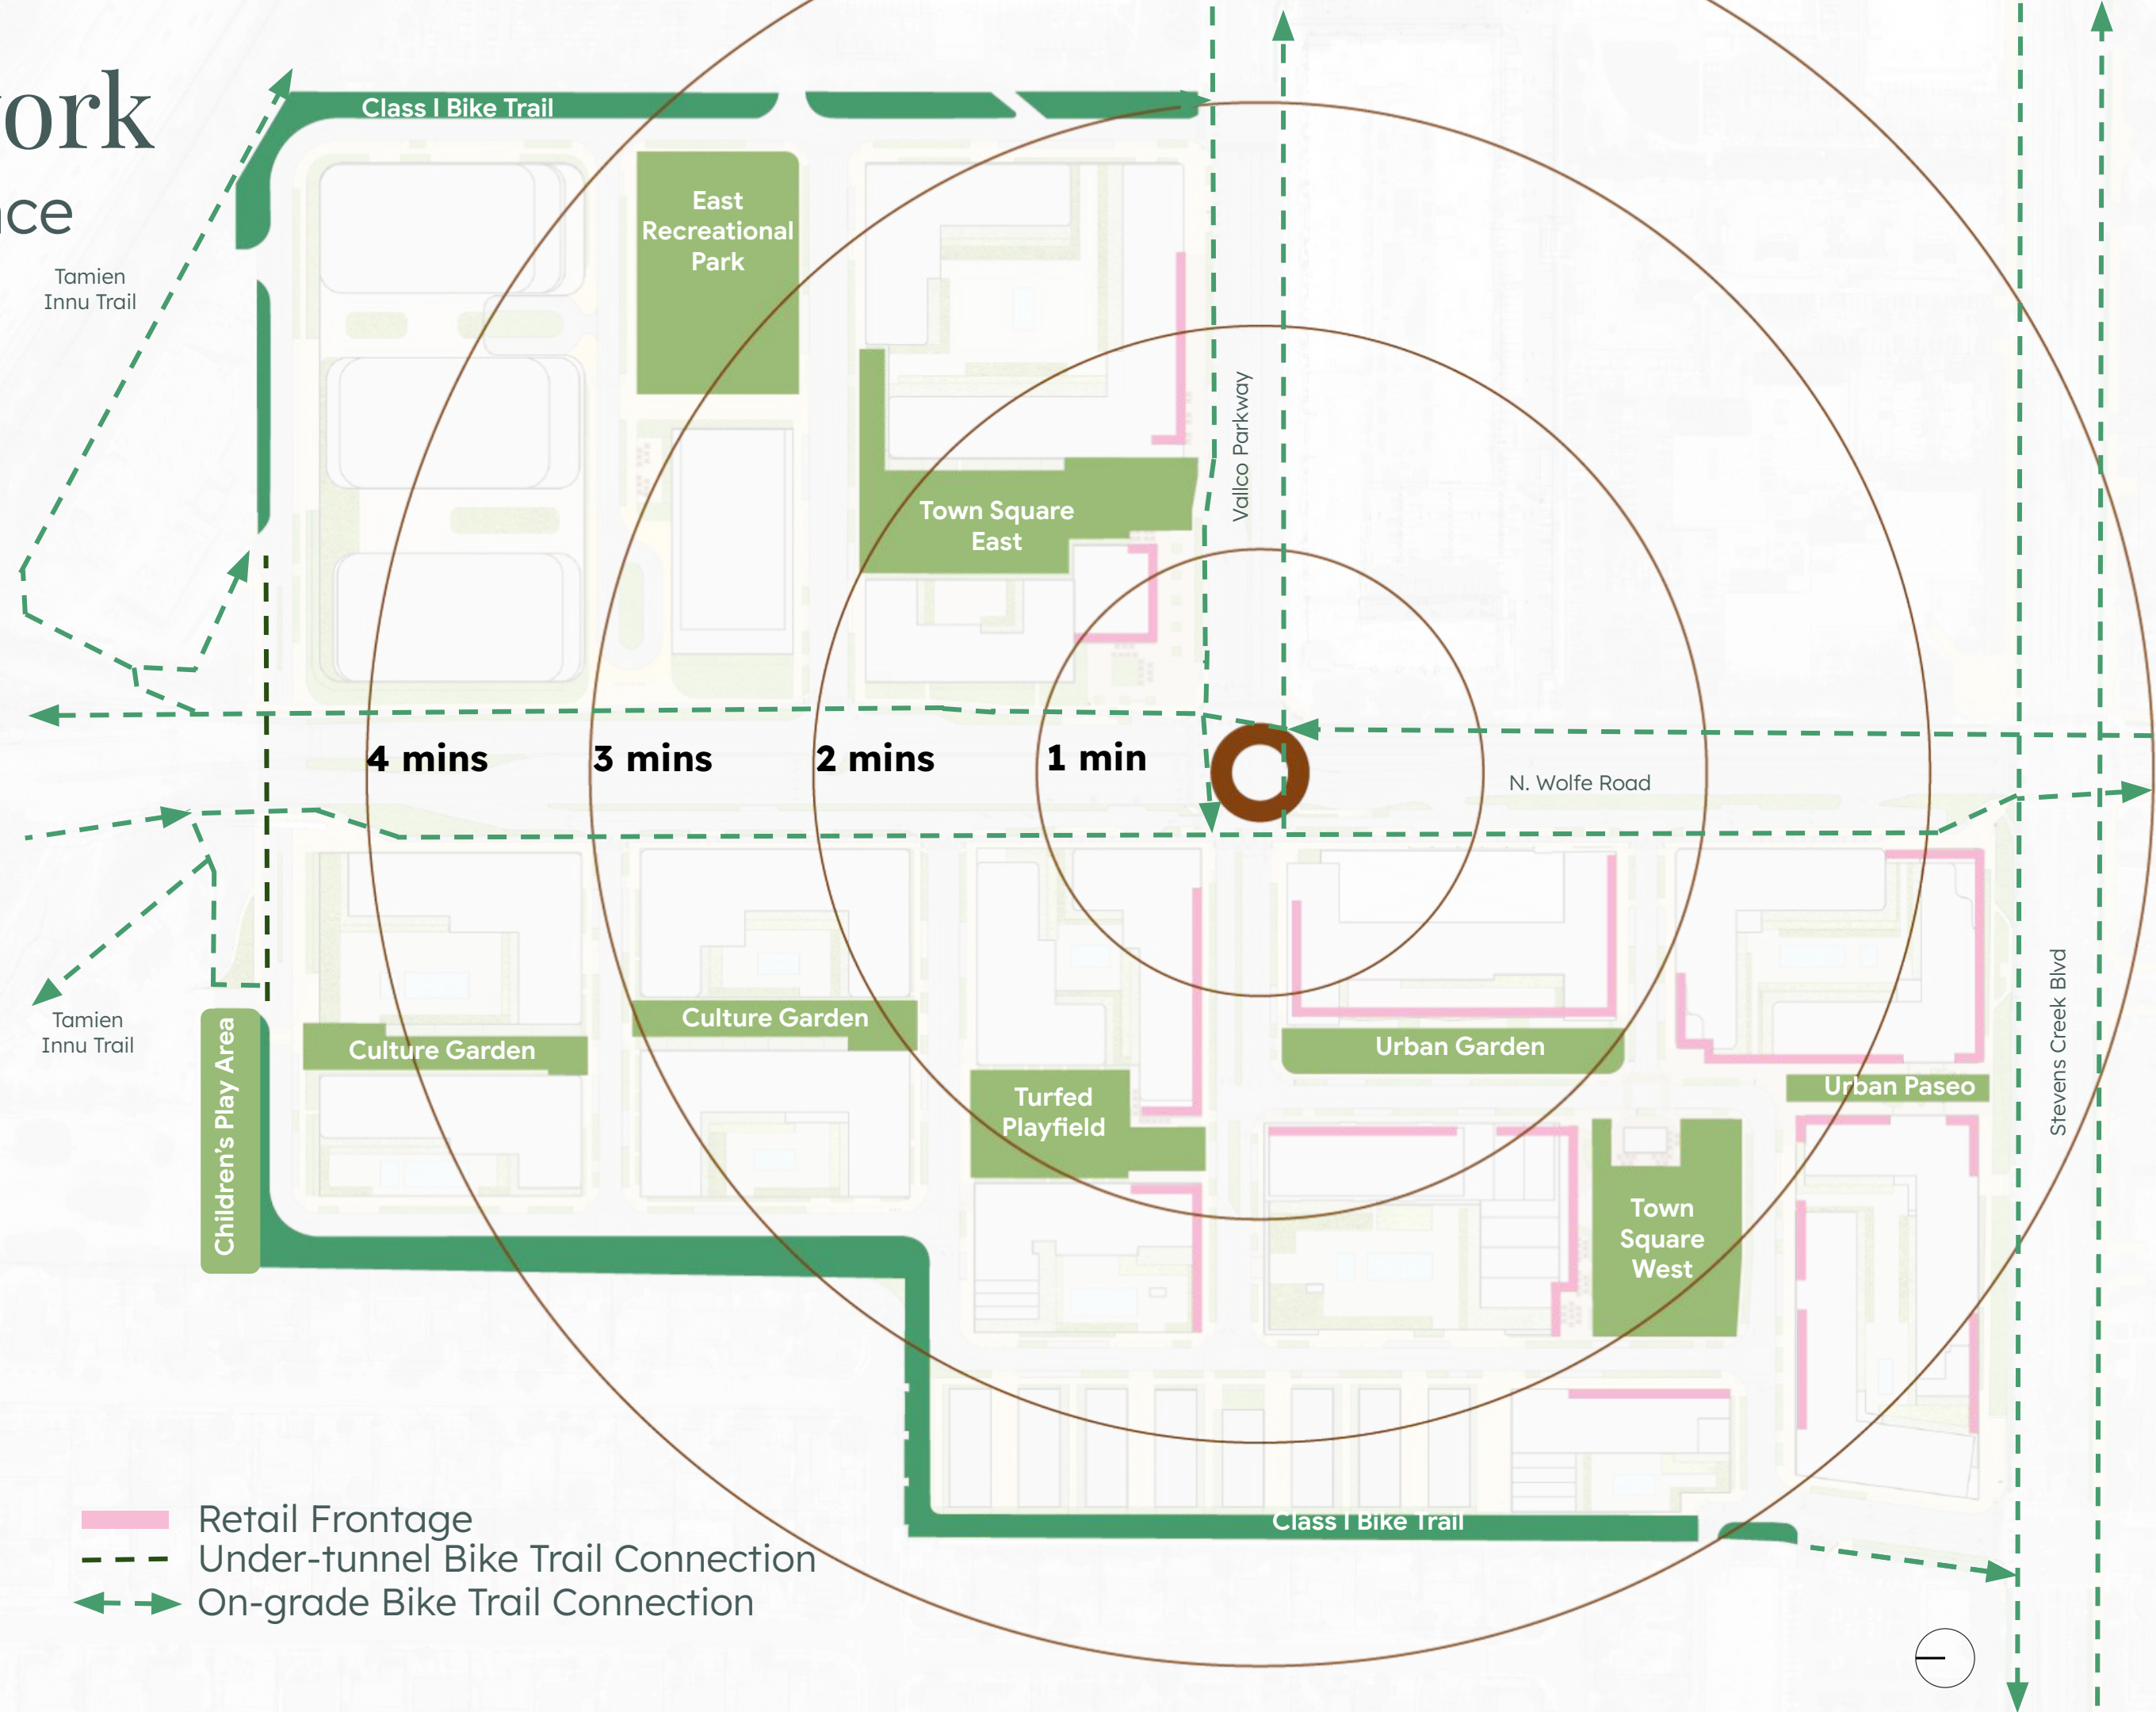 ork
ce
Class I Bike Trail
Tamien
Innu Trail
East
Recreational
Park
Vallco Parkway
Town Square
East
4 mins
3 mins
2 mins
1 min
N. Wolfe Road
Tamien
Innu Trail
Children's Play Area
Culture Garden
Culture Garden
Turfed
Playfield
Urban Garden
Urban Paseo
Stevens Creek Blvd
Town
Square
West
Class I Bike Trail
Retail Frontage
Under-tunnel Bike Trail Connection
On-grade Bike Trail Connection